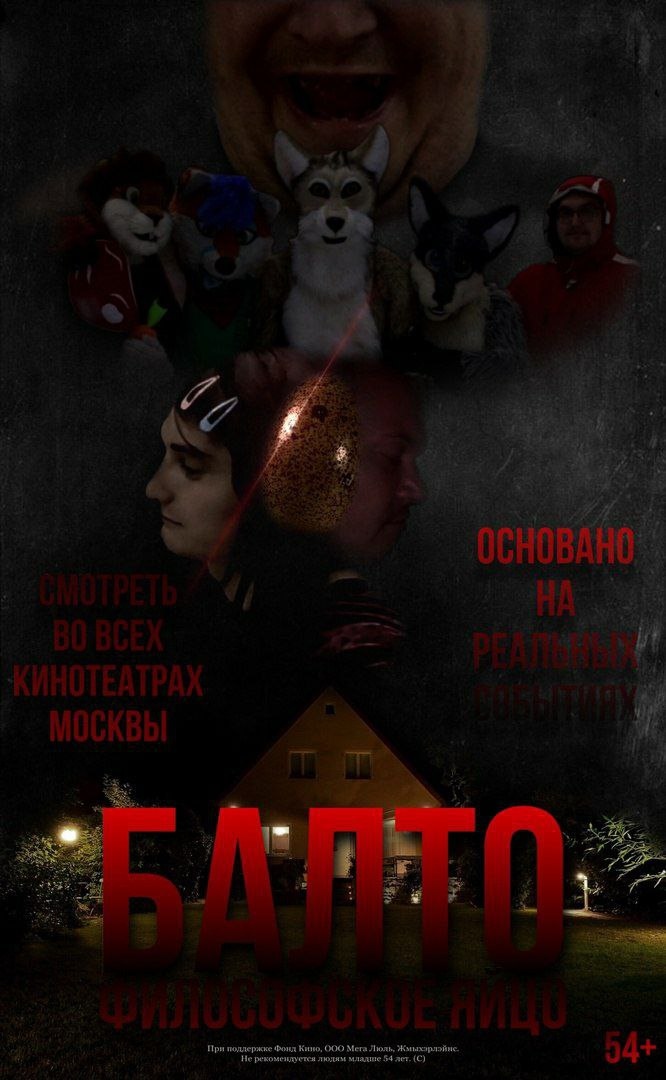 СМОТРЕТЬ
ВО ВСЕХ
КИНОТЕАТРАХ
МОСКВЫ
ОСНОВАНО
НА
РЕАЛЬНЫХ
СОБЫТИЯХ
БАЛТО
ФИЛОСОФСКОЕ ЯЙЦО
При поддержке Фонд Кино, ООО Мега Люль, Жмыхэрлэйнс.
Не рекомендуется людям младше 54 лет. (С)
54+